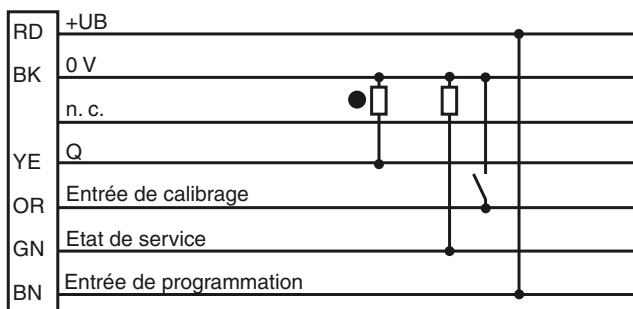 RD +UB
BK 0 V
n. c.
YE Q
OR Entrée de calibrage
GN Etat de service
BN Entrée de programmation